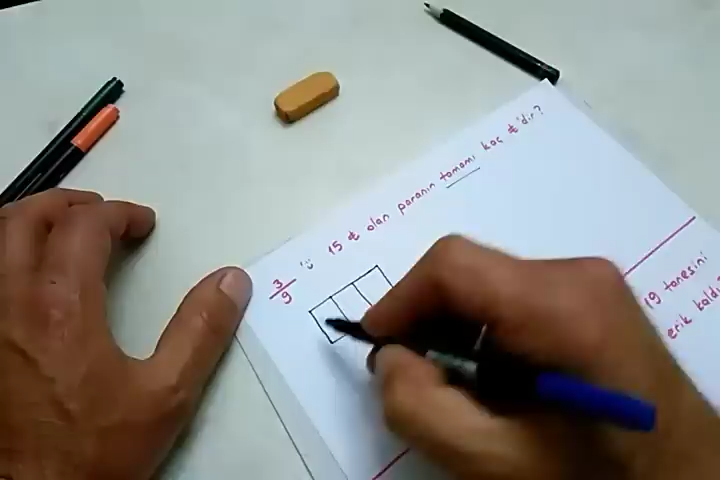 3/9 'ü 15 ₺ olan paranın tamamı kaç ₺'dir?
19 tanesini
erik kaldı